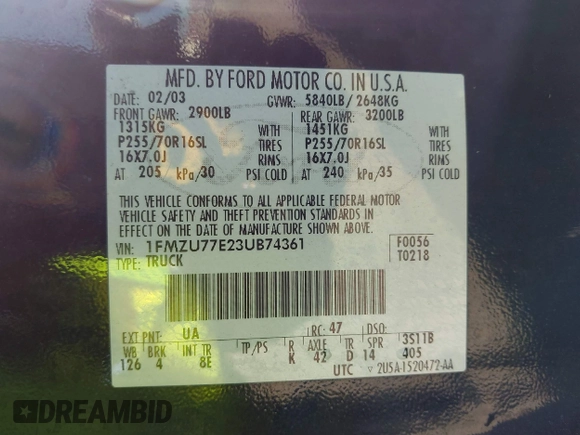 MFD. BY FORD MOTOR CO. IN U.S.A.
DATE: 02/03 GVWR: 5840LB/ 2648KG
FRONT GAWR: 2900LB REAR GAWR: 3200LB
1315KG WITH 1451KG WITH
P255/70R16SL TIRES P255/70R16SL TIRES
16X7.0J RIMS 16X7.0J RIMS
AT 205 kPa/30 PSI COLD AT 240 kPa/35 PSI COLD
THIS VEHICLE CONFORMS TO ALL APPLICABLE FEDERAL MOTOR
VEHICLE SAFETY AND THEFT PREVENTION STANDARDS IN
EFFECT ON THE DATE OF MANUFACTURE SHOWN ABOVE.
VIN: 1FMZU77E23UB74361 F0056
TYPE: TRUCK T0218
EXT PNT: UA RC: 47 DSO:
WB BRK INT TR TP/PS R AXLE TR SPR 3S11B
126 4 8E K 42 D 14 405
UTC ▽ 2U5A-1520472-AA
DREAMBID